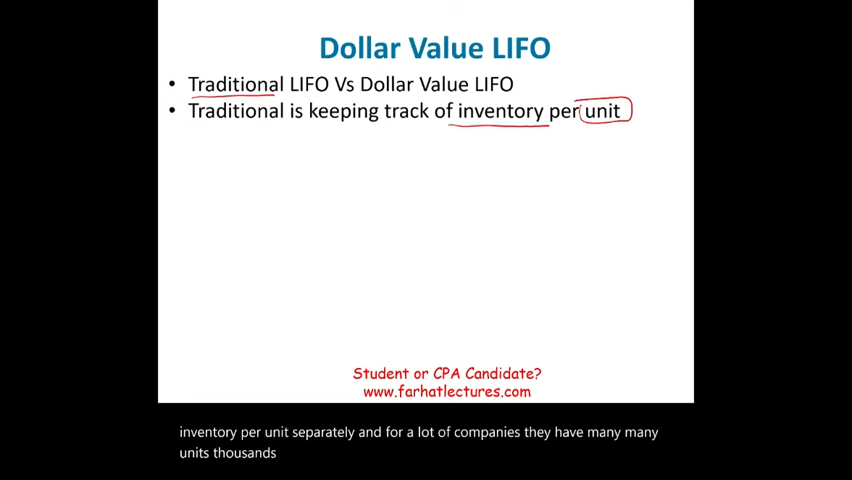 Dollar Value LIFO
• Traditional LIFO Vs Dollar Value LIFO
• Traditional is keeping track of inventory per unit
Student or CPA Candidate?
www.farhatlectures.com
inventory per unit separately and for a lot of companies they have many many
units thousands